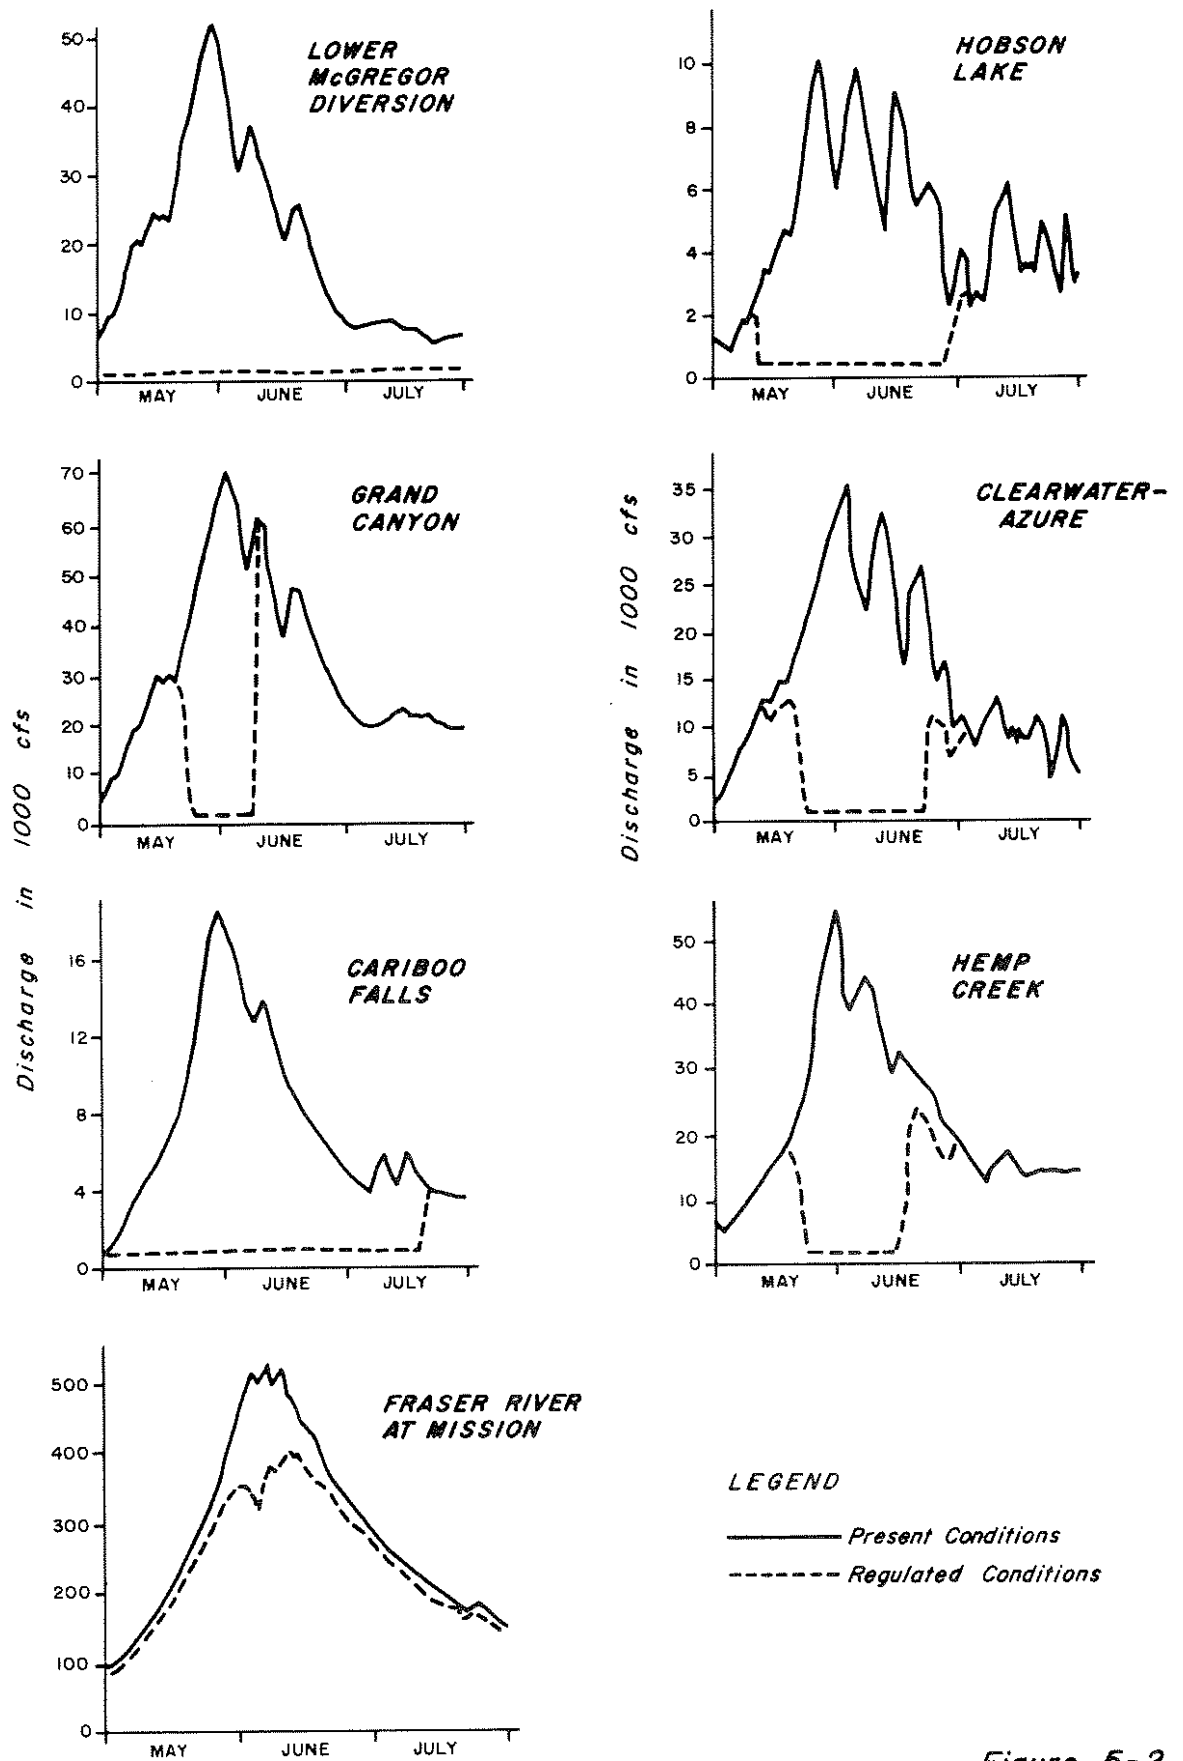 LOWER
McGREGOR
DIVERSION
50
40
30
20
10
0
MAY JUNE JULY
HOBSON
LAKE
10
8
6
4
2
0
MAY JUNE JULY
GRAND
CANYON
70
60
50
40
30
20
10
0
MAY JUNE JULY
CLEARWATER-
AZURE
35
30
25
20
15
10
5
0
MAY JUNE JULY
Discharge in 1000 cfs
Discharge in 1000 cfs
CARIBOO
FALLS
16
12
8
4
0
MAY JUNE JULY
HEMP
CREEK
50
40
30
20
10
0
MAY JUNE JULY
FRASER RIVER
AT MISSION
500
400
300
200
100
0
MAY JUNE JULY
LEGEND
Present Conditions
Regulated Conditions
Figure 5-2